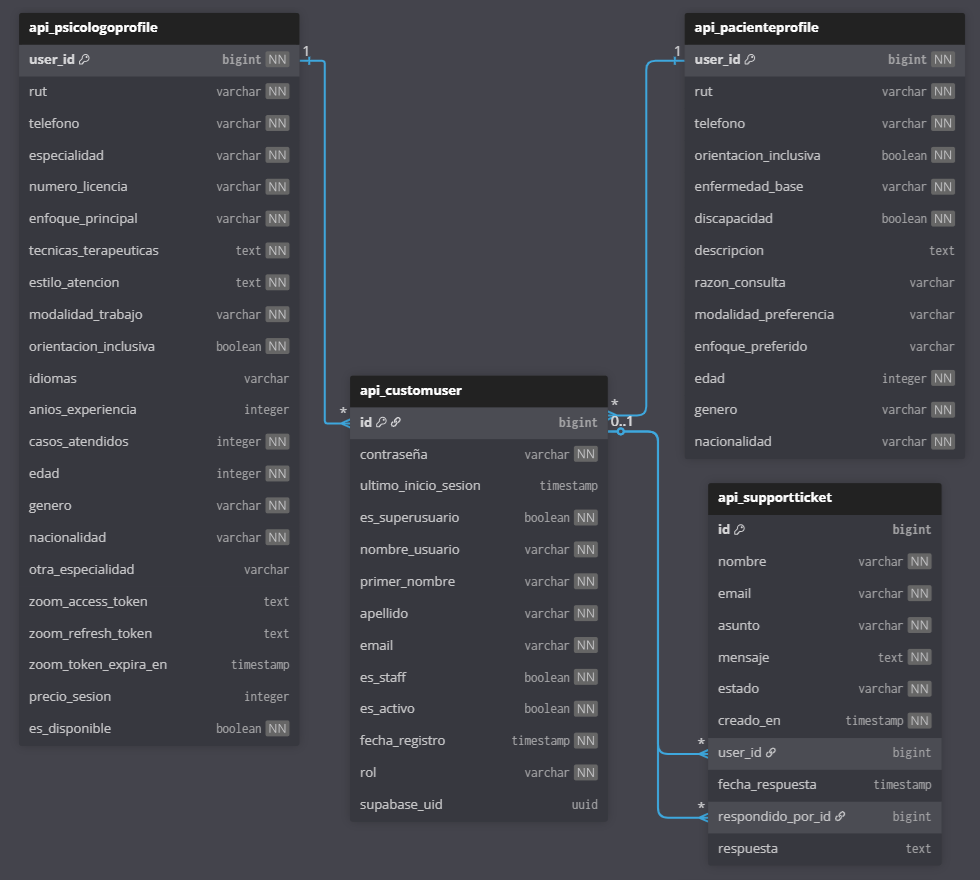 api_psicologoprofile
user_id bigint NN
rut varchar NN
telefono varchar NN
especialidad varchar NN
numero_licencia varchar NN
enfoque_principal varchar NN
tecnicas_terapeuticas text NN
estilo_atencion text NN
modalidad_trabajo varchar NN
orientacion_inclusiva boolean NN
idiomas varchar
anios_experiencia integer
casos_atendidos integer NN
edad integer NN
genero varchar NN
nacionalidad varchar NN
otra_especialidad varchar
zoom_access_token text
zoom_refresh_token text
zoom_token_expira_en timestamp
precio_sesion integer
es_disponible boolean NN
1
*
api_customuser
id bigint
contraseña varchar NN
ultimo_inicio_sesion timestamp
es_superusuario boolean NN
nombre_usuario varchar NN
primer_nombre varchar NN
apellido varchar NN
email varchar NN
es_staff boolean NN
es_activo boolean NN
fecha_registro timestamp NN
rol varchar NN
supabase_uid uuid
*
0..1
1
api_pacienteprofile
user_id bigint NN
rut varchar NN
telefono varchar NN
orientacion_inclusiva boolean NN
enfermedad_base varchar NN
discapacidad boolean NN
descripcion text
razon_consulta varchar
modalidad_preferencia varchar
enfoque_preferido varchar
edad integer NN
genero varchar NN
nacionalidad varchar NN
api_supportticket
id bigint
nombre varchar NN
email varchar NN
asunto varchar NN
mensaje text NN
estado varchar NN
creado_en timestamp NN
* user_id bigint
fecha_respuesta timestamp
* respondido_por_id bigint
respuesta text